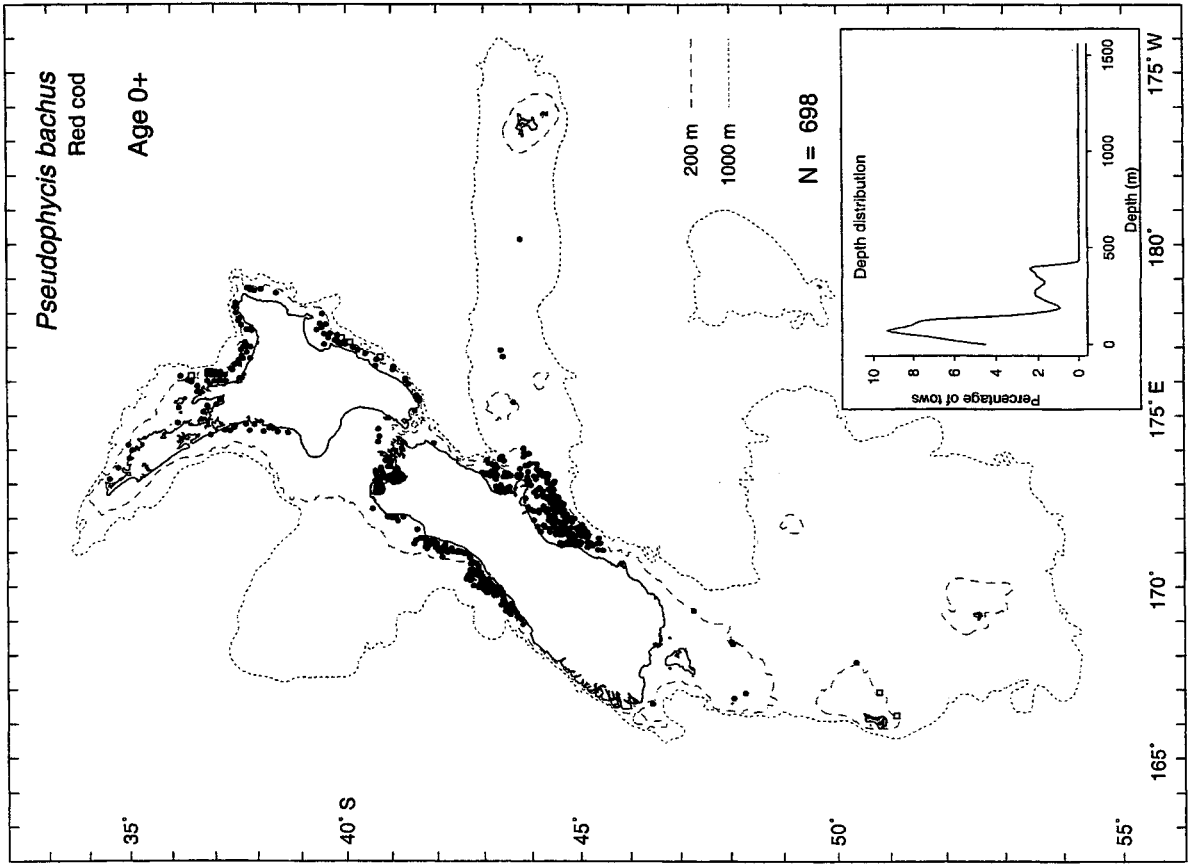 Pseudophycis bachus
Red cod
Age 0+
200 m
1000 m
N = 698
Depth distribution
Percentage of tows
10
8
6
4
2
0
0
500
1000
1500
Depth (m)
35°
40° S
45°
50°
55°
165°
170°
175° E
180°
175° W